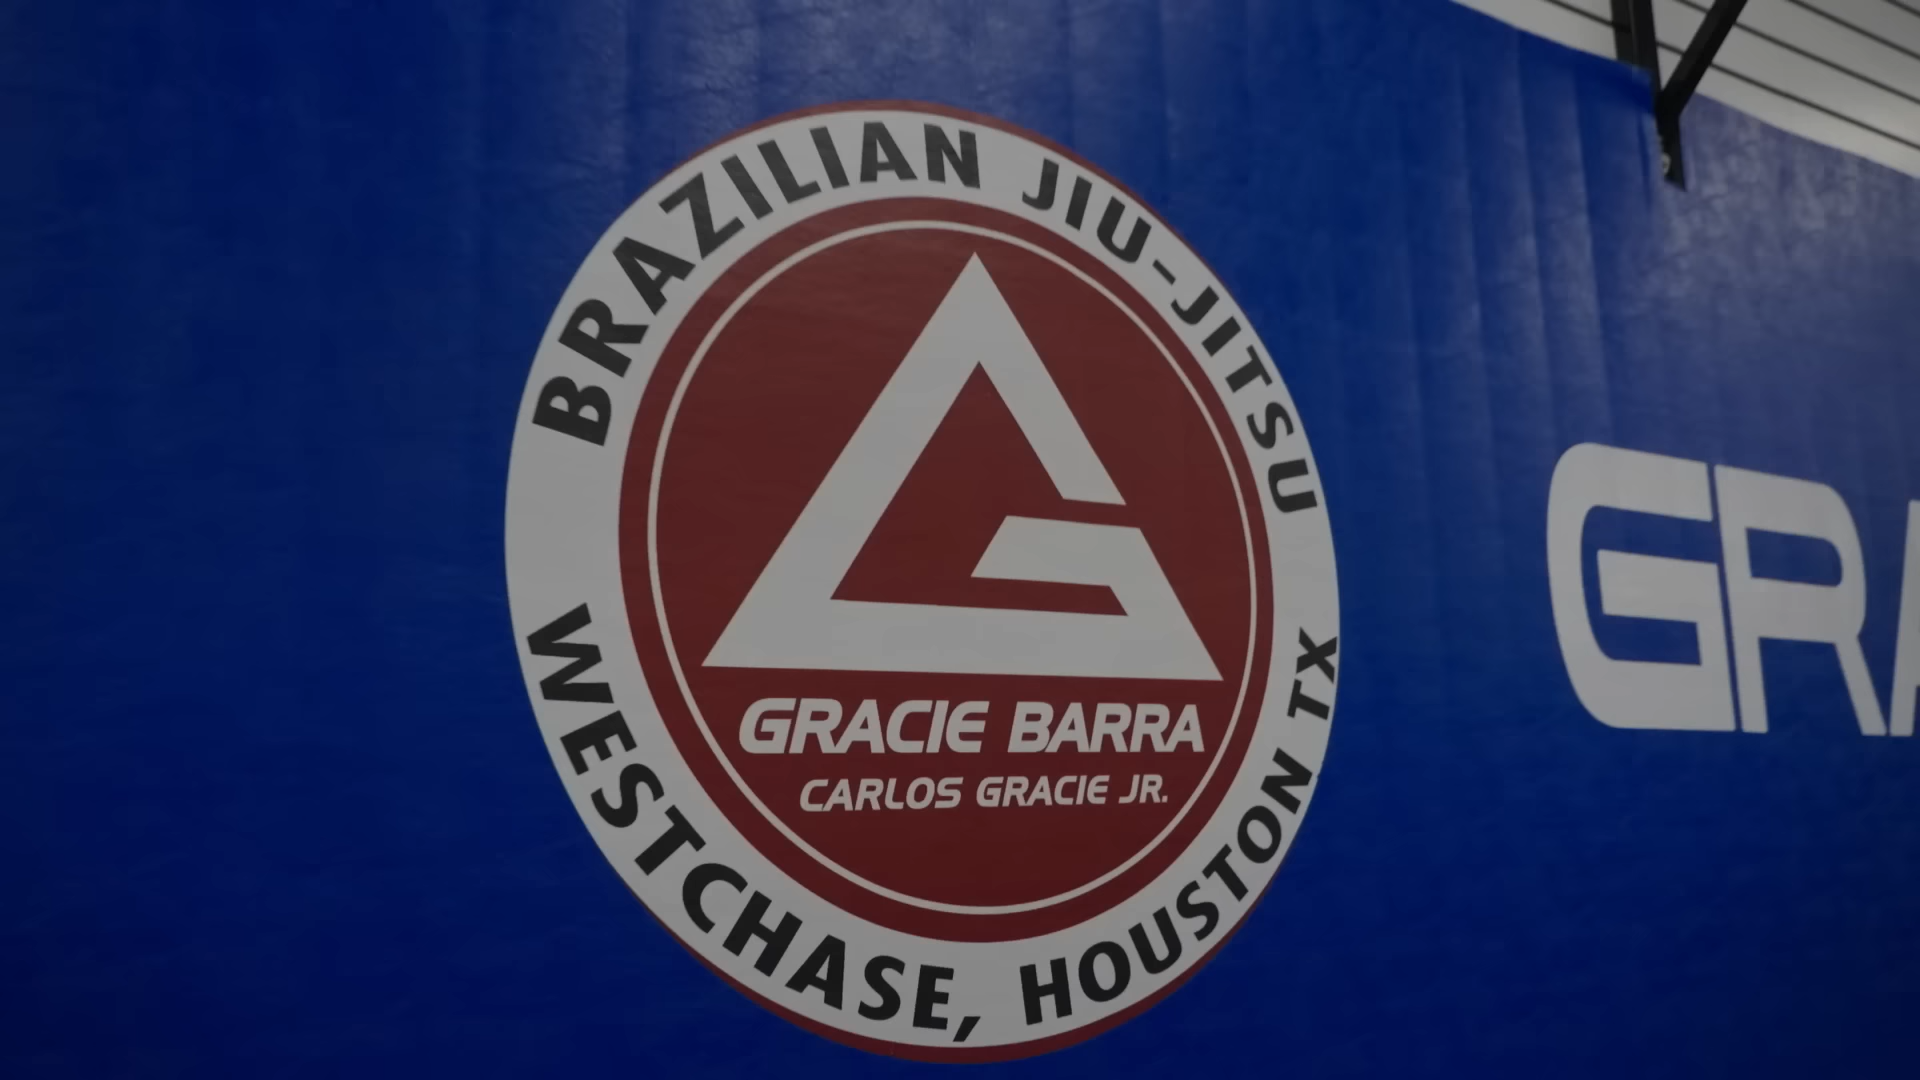 BRAZILIAN JIU-JITSU
GRACIE BARRA
CARLOS GRACIE JR.
WESTCHASE, HOUSTON TX